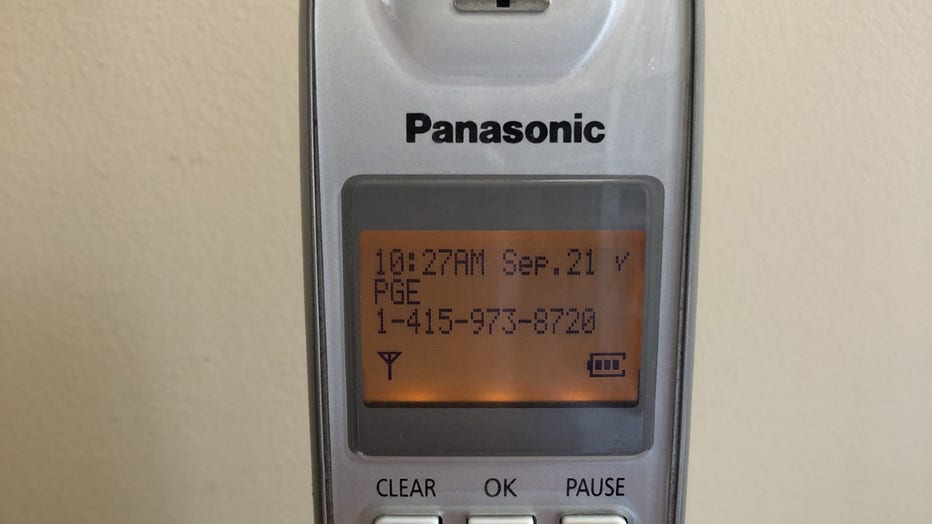 Panasonic
10:27AM Sep.21 √
PGE
1-415-973-8720
CLEAR OK PAUSE